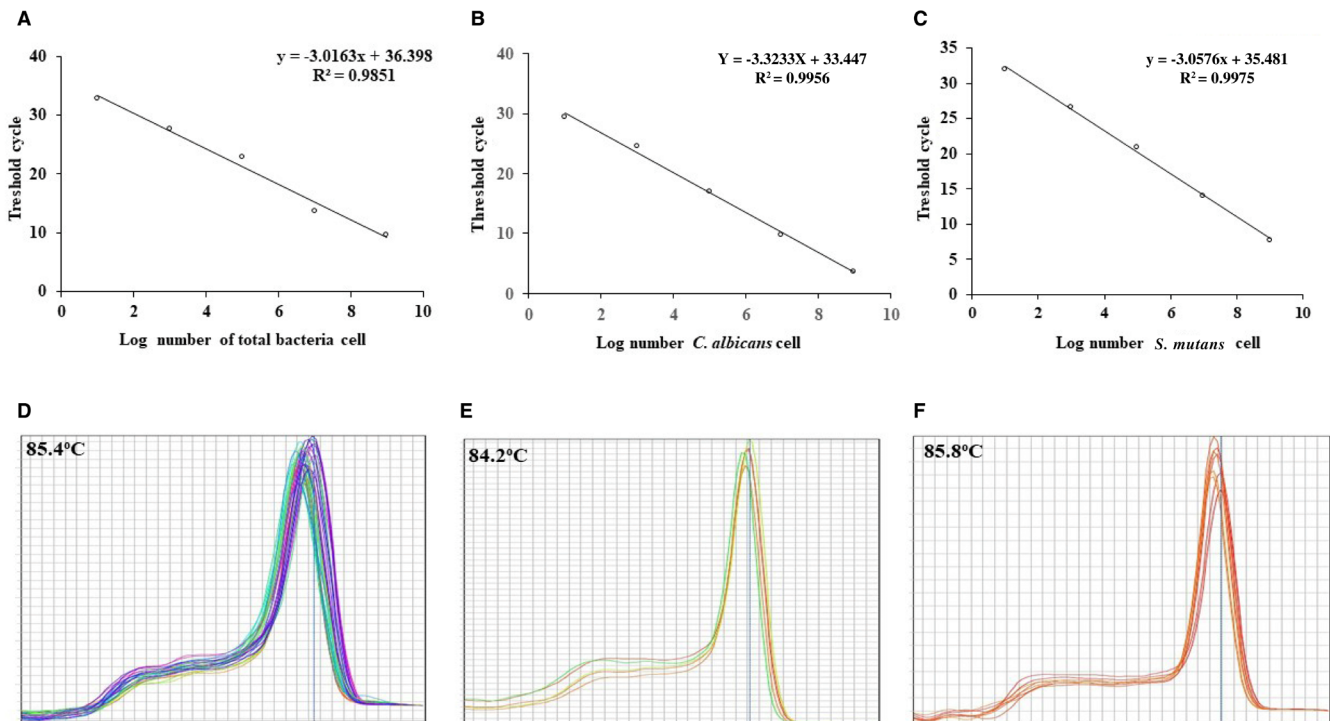 A
y = -3.0163x + 36.398
R² = 0.9851
40
30
20
10
0
0 2 4 6 8 10
Treshold cycle
Log number of total bacteria cell
B
Y = -3.3233X + 33.447
R² = 0.9956
40
30
20
10
0
0 2 4 6 8 10
Threshold cycle
Log number C. albicans cell
C
y = -3.0576x + 35.481
R² = 0.9975
35
30
25
20
15
10
5
0
0 2 4 6 8 10
Treshold cycle
Log number S. mutans cell
D
85.4⁰C
E
84.2⁰C
F
85.8⁰C